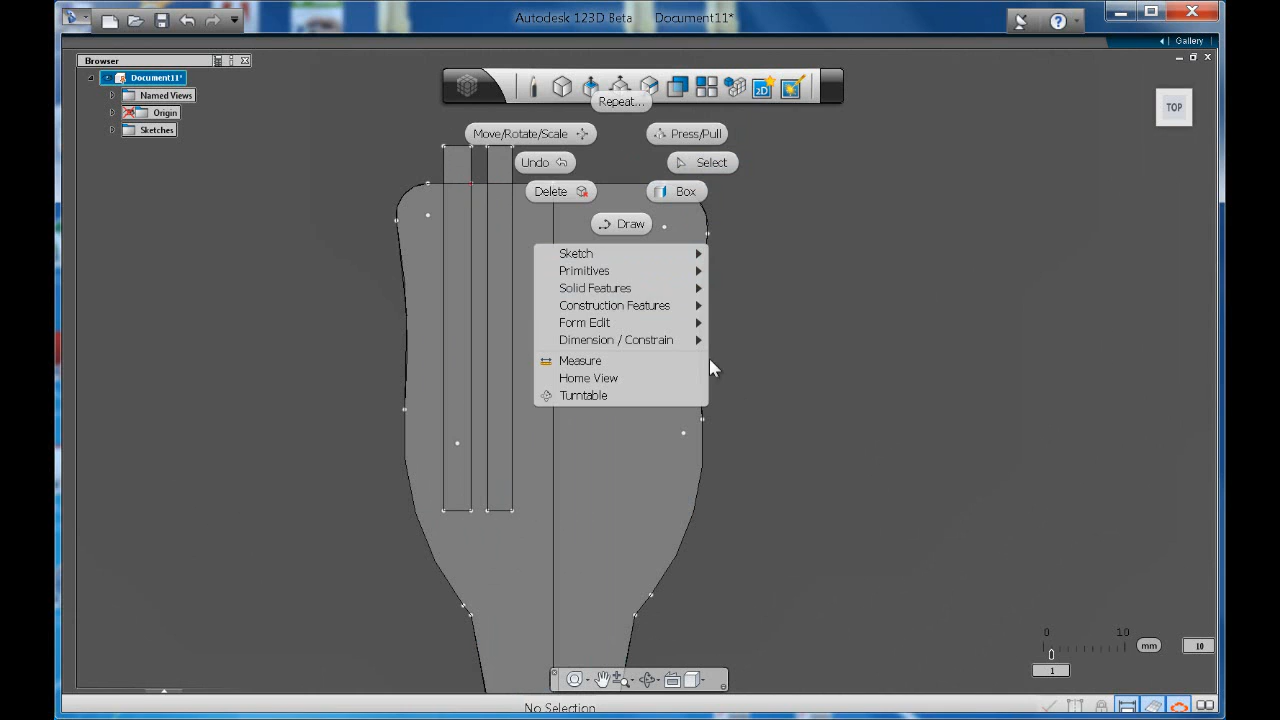 Autodesk 123D Beta Document11*
Gallery
Browser
Document11*
Named Views
Origin
Sketches
2D
TOP
Repeat...
Move/Rotate/Scale
Press/Pull
Undo
Select
Delete
Box
Draw
Sketch
Primitives
Solid Features
Construction Features
Form Edit
Dimension / Constrain
Measure
Home View
Turntable
0 10
mm
10
1
No Selection